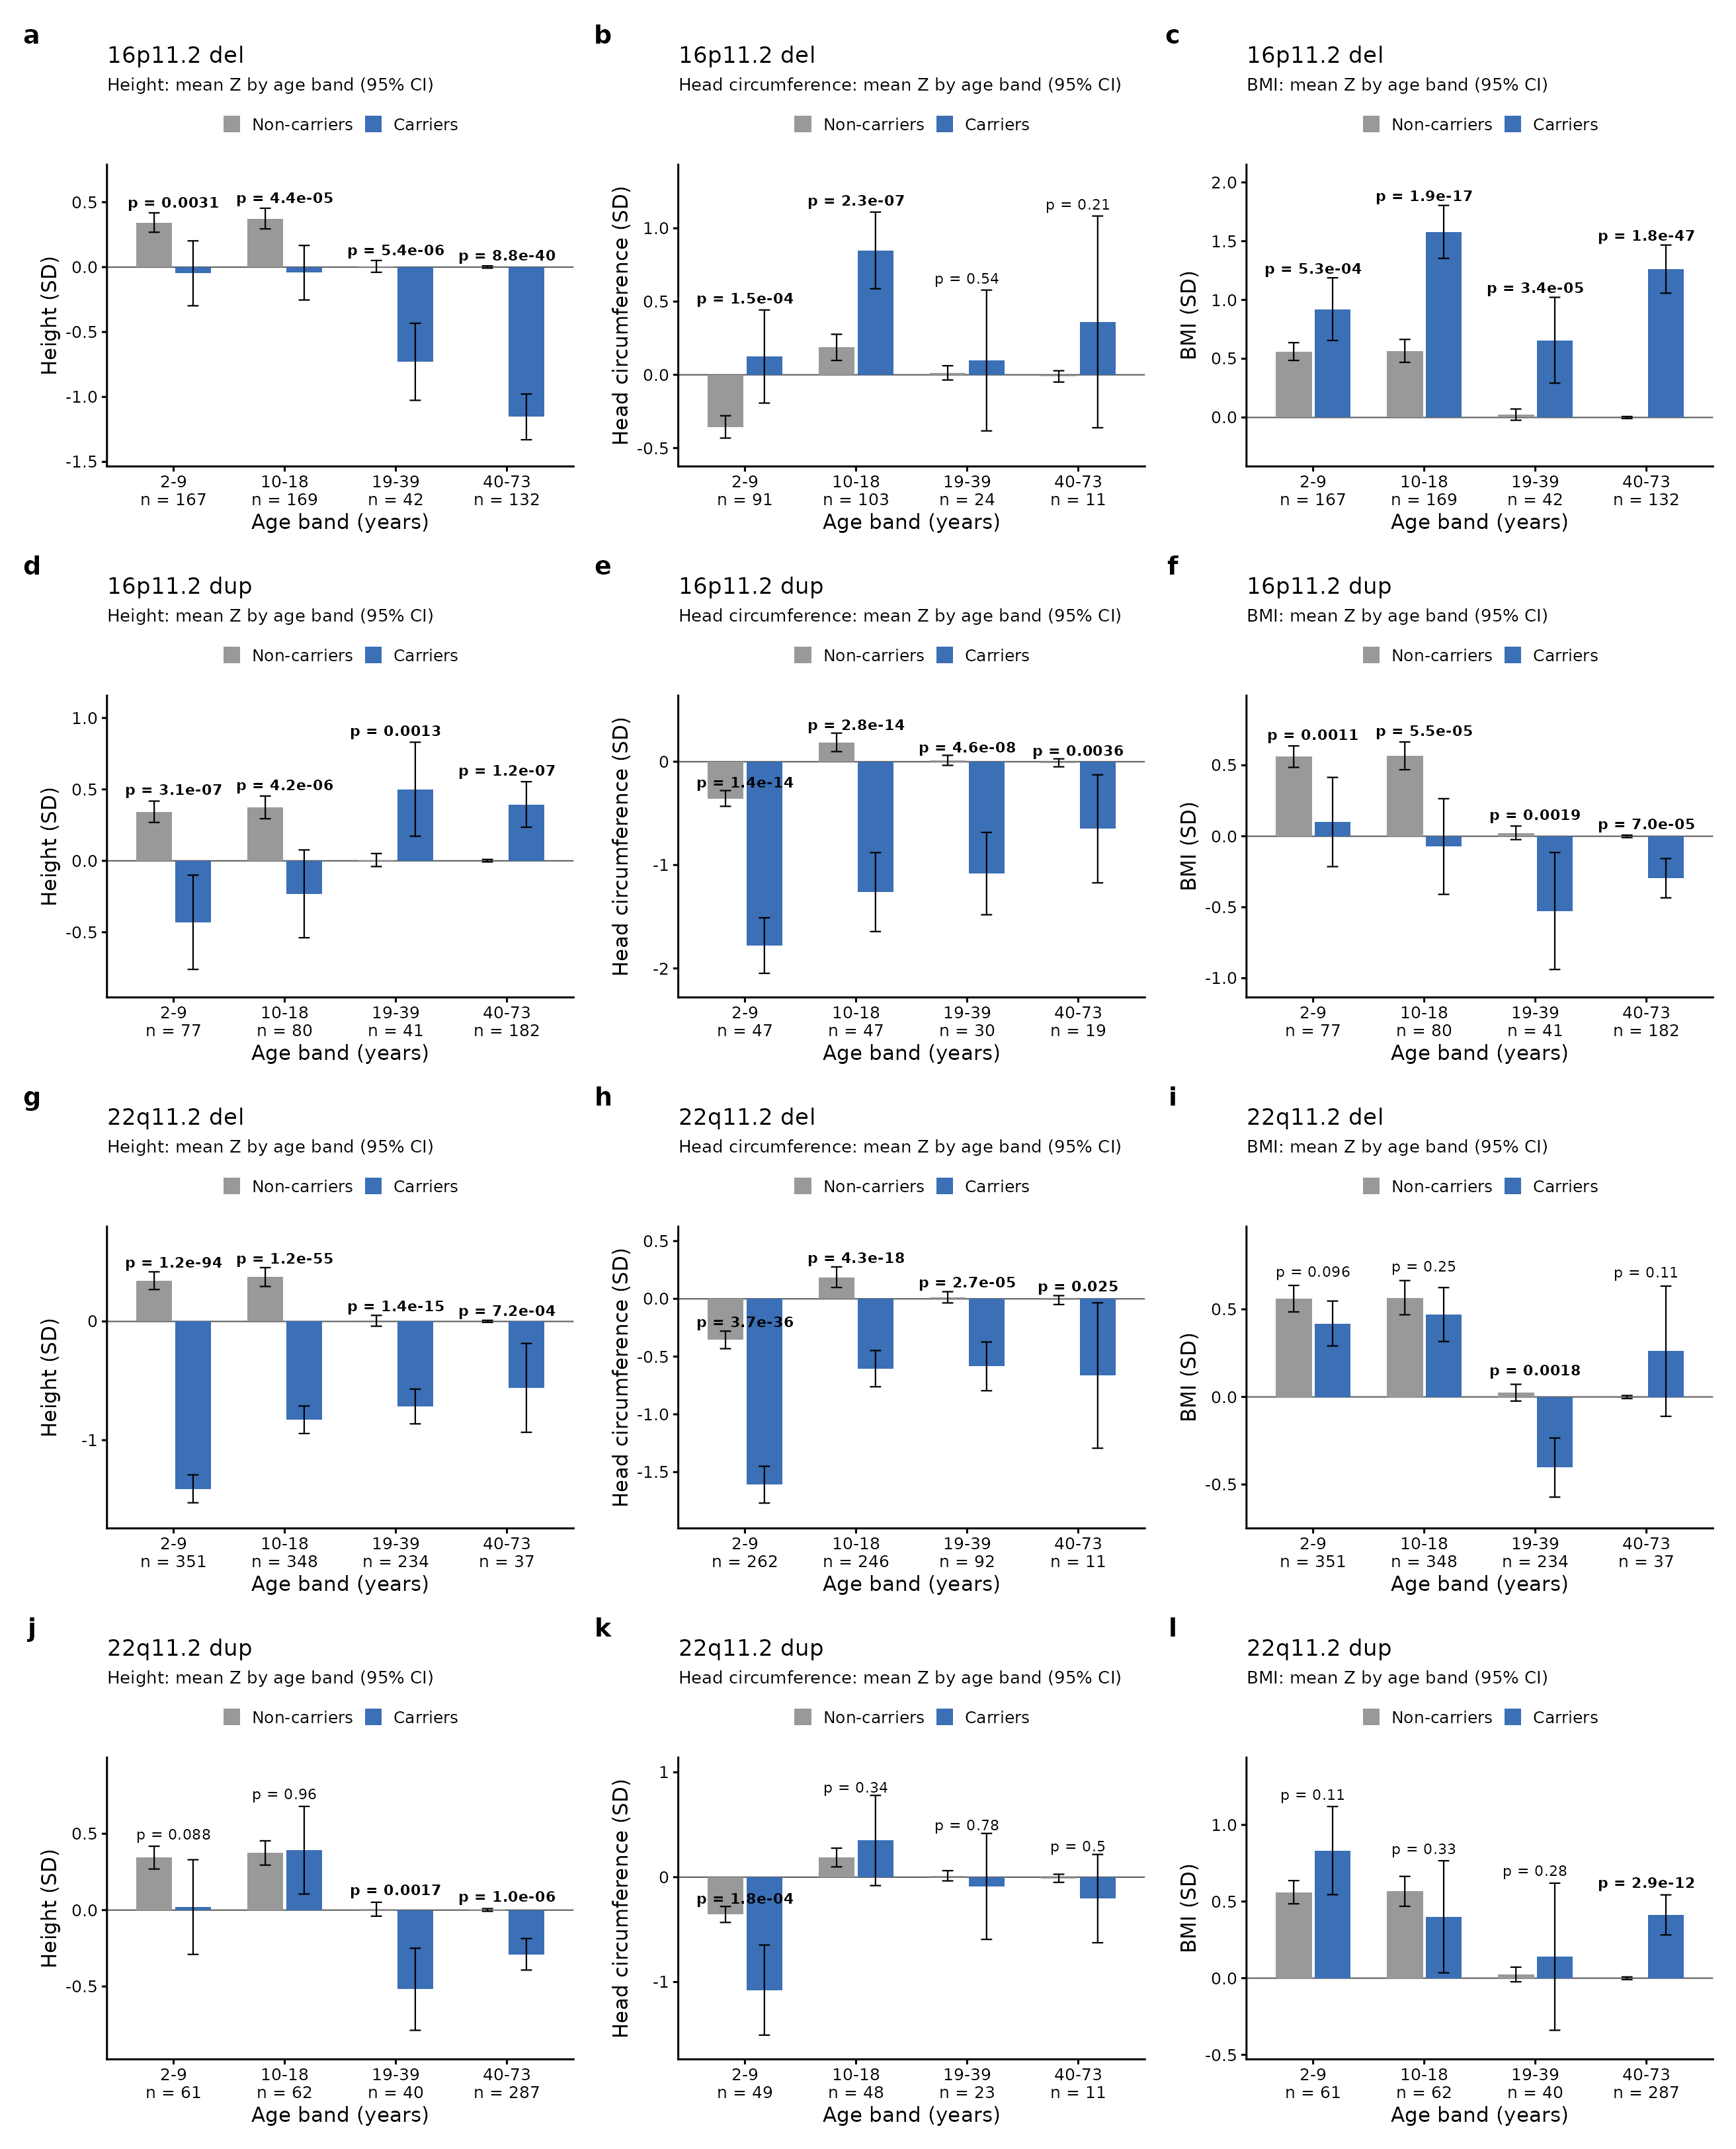 a
16p11.2 del
Height: mean Z by age band (95% CI)
Non-carriers Carriers
Height (SD)
0.5
0.0
-0.5
-1.0
-1.5
p = 0.0031
p = 4.4e-05
p = 5.4e-06
p = 8.8e-40
2-9 10-18 19-39 40-73
n = 167 n = 169 n = 42 n = 132
Age band (years)
b
16p11.2 del
Head circumference: mean Z by age band (95% CI)
Non-carriers Carriers
Head circumference (SD)
1.0
0.5
0.0
-0.5
p = 1.5e-04
p = 2.3e-07
p = 0.54
p = 0.21
2-9 10-18 19-39 40-73
n = 91 n = 103 n = 24 n = 11
Age band (years)
c
16p11.2 del
BMI: mean Z by age band (95% CI)
Non-carriers Carriers
BMI (SD)
2.0
1.5
1.0
0.5
0.0
p = 5.3e-04
p = 1.9e-17
p = 3.4e-05
p = 1.8e-47
2-9 10-18 19-39 40-73
n = 167 n = 169 n = 42 n = 132
Age band (years)
d
16p11.2 dup
Height: mean Z by age band (95% CI)
Non-carriers Carriers
Height (SD)
1.0
0.5
0.0
-0.5
p = 3.1e-07
p = 4.2e-06
p = 0.0013
p = 1.2e-07
2-9 10-18 19-39 40-73
n = 77 n = 80 n = 41 n = 182
Age band (years)
e
16p11.2 dup
Head circumference: mean Z by age band (95% CI)
Non-carriers Carriers
Head circumference (SD)
0
-1
-2
p = 1.4e-14
p = 2.8e-14
p = 4.6e-08
p = 0.0036
2-9 10-18 19-39 40-73
n = 47 n = 47 n = 30 n = 19
Age band (years)
f
16p11.2 dup
BMI: mean Z by age band (95% CI)
Non-carriers Carriers
BMI (SD)
0.5
0.0
-0.5
-1.0
p = 0.0011
p = 5.5e-05
p = 0.0019
p = 7.0e-05
2-9 10-18 19-39 40-73
n = 77 n = 80 n = 41 n = 182
Age band (years)
g
22q11.2 del
Height: mean Z by age band (95% CI)
Non-carriers Carriers
Height (SD)
0
-1
p = 1.2e-94
p = 1.2e-55
p = 1.4e-15
p = 7.2e-04
2-9 10-18 19-39 40-73
n = 351 n = 348 n = 234 n = 37
Age band (years)
h
22q11.2 del
Head circumference: mean Z by age band (95% CI)
Non-carriers Carriers
Head circumference (SD)
0.5
0.0
-0.5
-1.0
-1.5
p = 3.7e-36
p = 4.3e-18
p = 2.7e-05
p = 0.025
2-9 10-18 19-39 40-73
n = 262 n = 246 n = 92 n = 11
Age band (years)
i
22q11.2 del
BMI: mean Z by age band (95% CI)
Non-carriers Carriers
BMI (SD)
0.5
0.0
-0.5
p = 0.096
p = 0.25
p = 0.0018
p = 0.11
2-9 10-18 19-39 40-73
n = 351 n = 348 n = 234 n = 37
Age band (years)
j
22q11.2 dup
Height: mean Z by age band (95% CI)
Non-carriers Carriers
Height (SD)
0.5
0.0
-0.5
p = 0.088
p = 0.96
p = 0.0017
p = 1.0e-06
2-9 10-18 19-39 40-73
n = 61 n = 62 n = 40 n = 287
Age band (years)
k
22q11.2 dup
Head circumference: mean Z by age band (95% CI)
Non-carriers Carriers
Head circumference (SD)
1
0
-1
p = 1.8e-04
p = 0.34
p = 0.78
p = 0.5
2-9 10-18 19-39 40-73
n = 49 n = 48 n = 23 n = 11
Age band (years)
l
22q11.2 dup
BMI: mean Z by age band (95% CI)
Non-carriers Carriers
BMI (SD)
1.0
0.5
0.0
-0.5
p = 0.11
p = 0.33
p = 0.28
p = 2.9e-12
2-9 10-18 19-39 40-73
n = 61 n = 62 n = 40 n = 287
Age band (years)